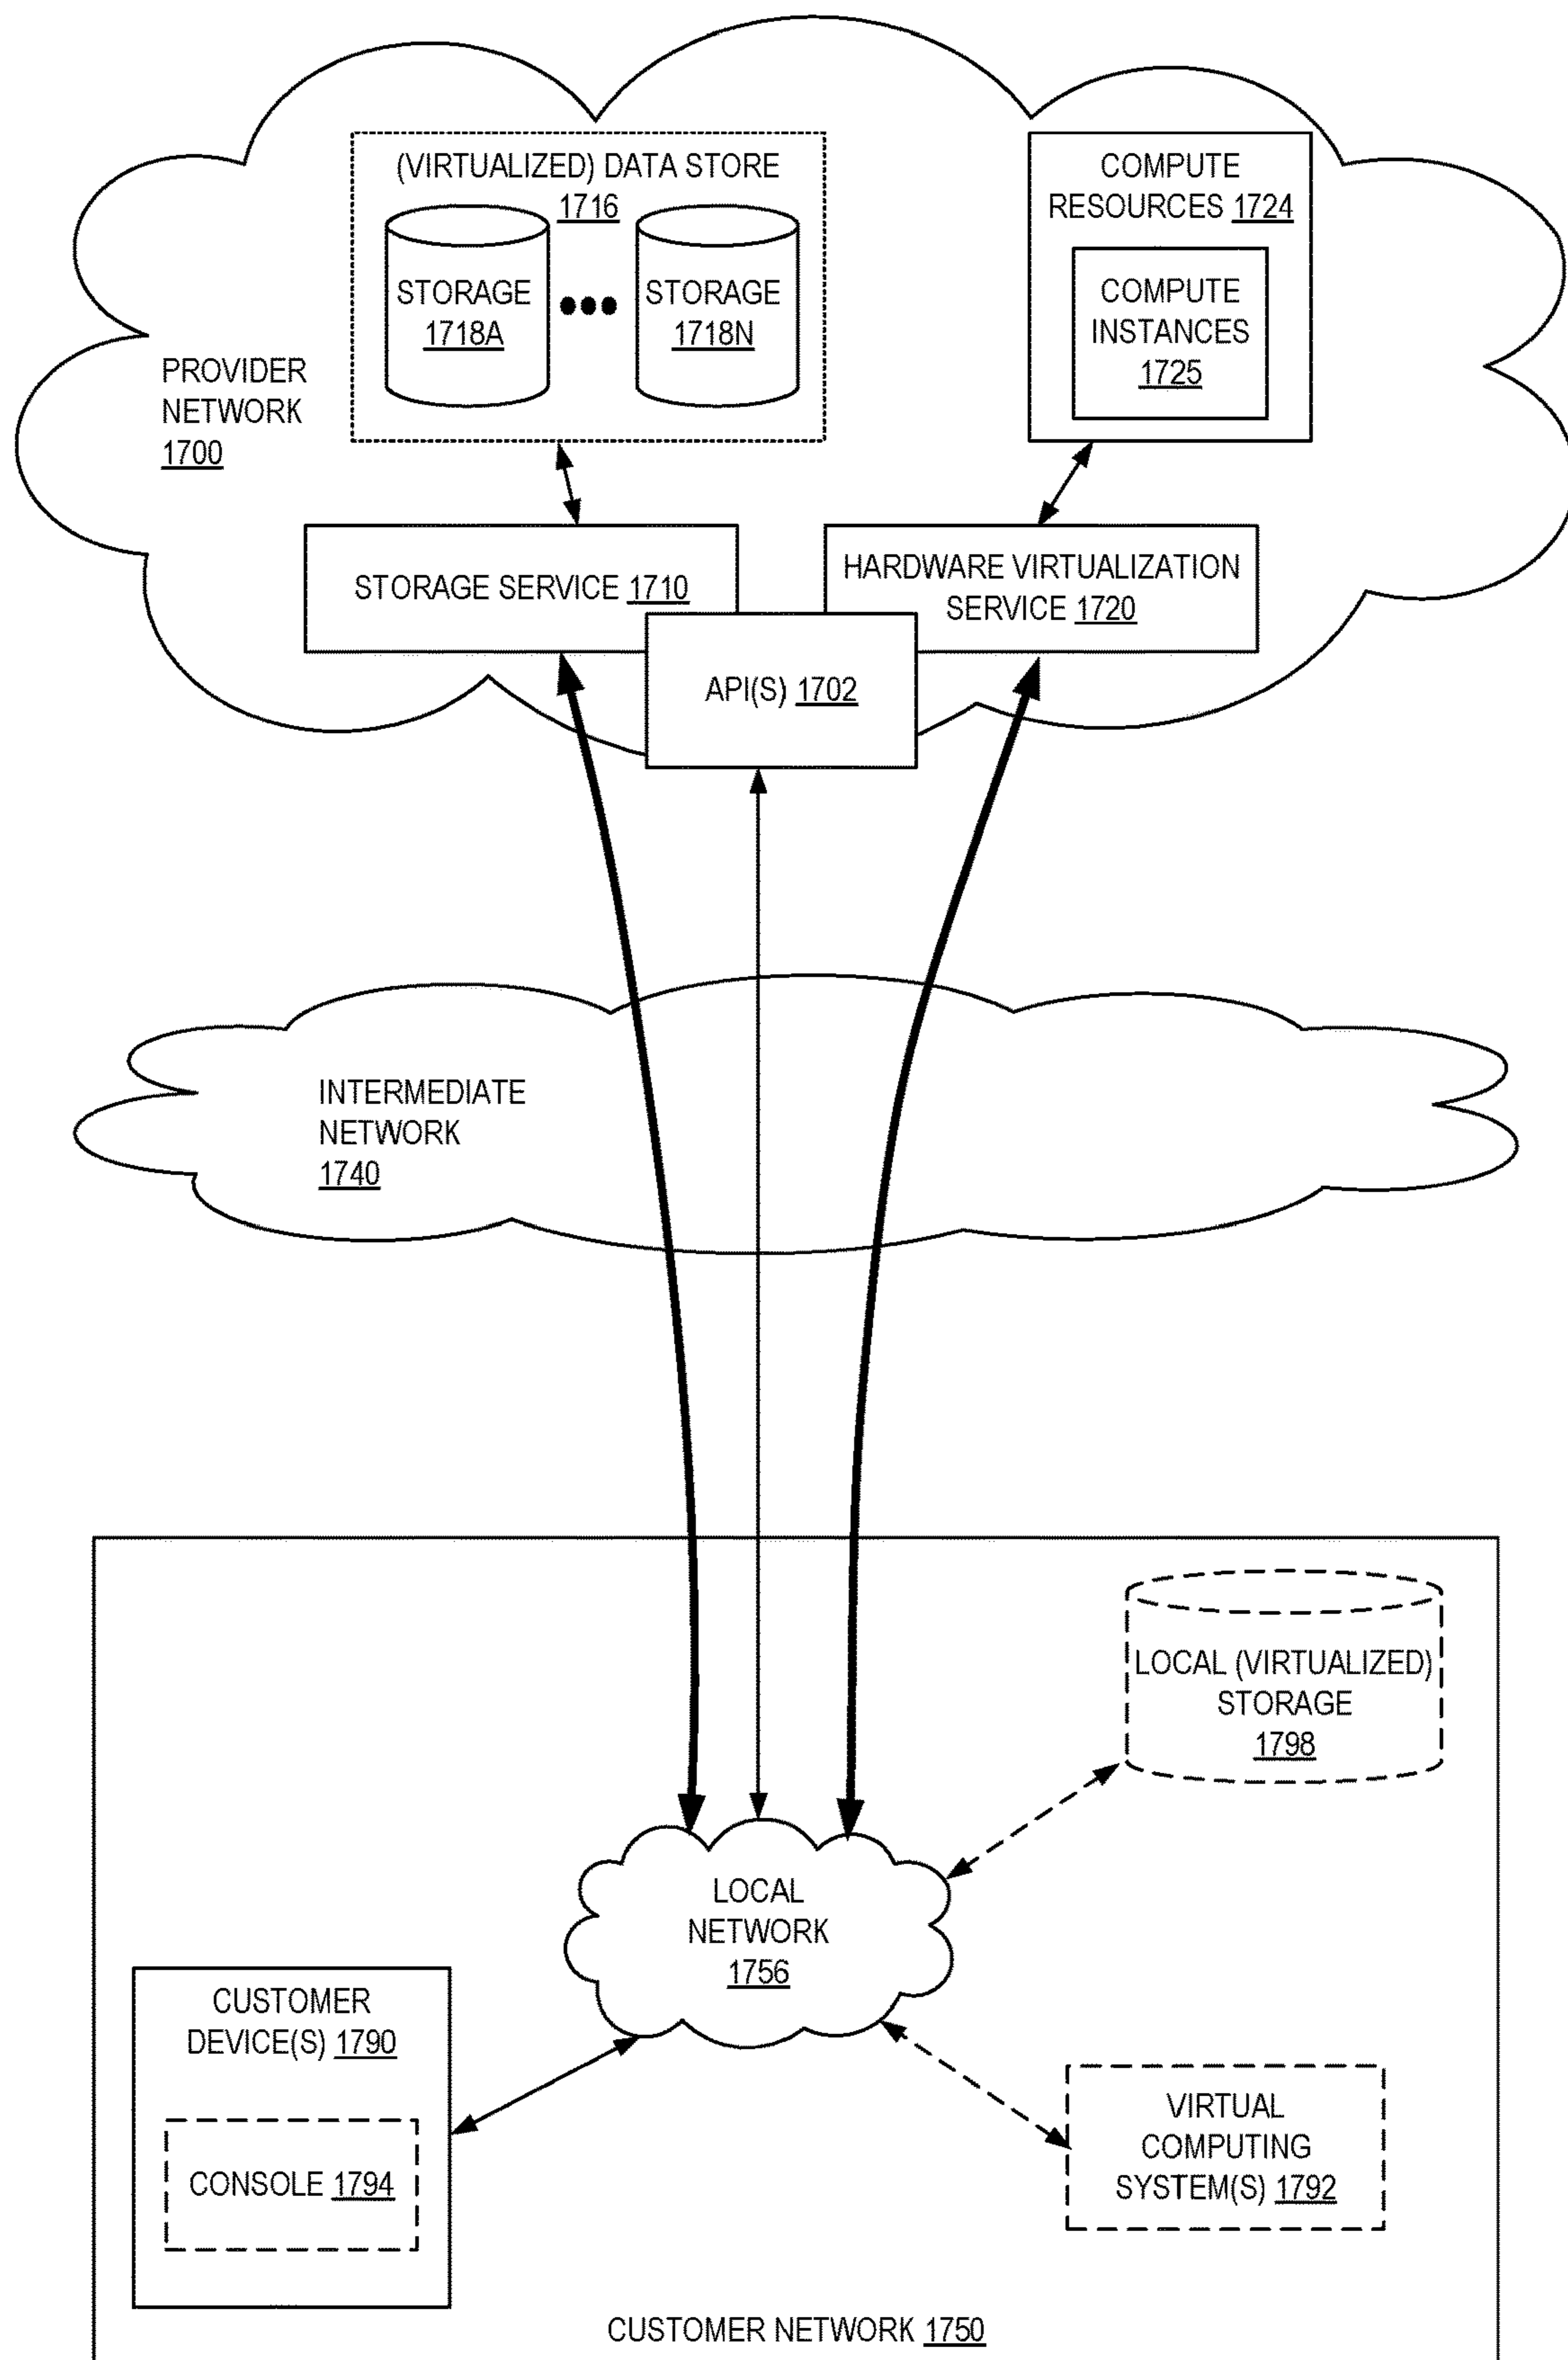 (VIRTUALIZED) DATA STORE
1716
STORAGE
1718A
STORAGE
1718N
COMPUTE
RESOURCES 1724
COMPUTE
INSTANCES
1725
PROVIDER
NETWORK
1700
STORAGE SERVICE 1710
HARDWARE VIRTUALIZATION
SERVICE 1720
API(S) 1702
INTERMEDIATE
NETWORK
1740
LOCAL (VIRTUALIZED)
STORAGE
1798
LOCAL
NETWORK
1756
CUSTOMER
DEVICE(S) 1790
CONSOLE 1794
VIRTUAL
COMPUTING
SYSTEM(S) 1792
CUSTOMER NETWORK 1750